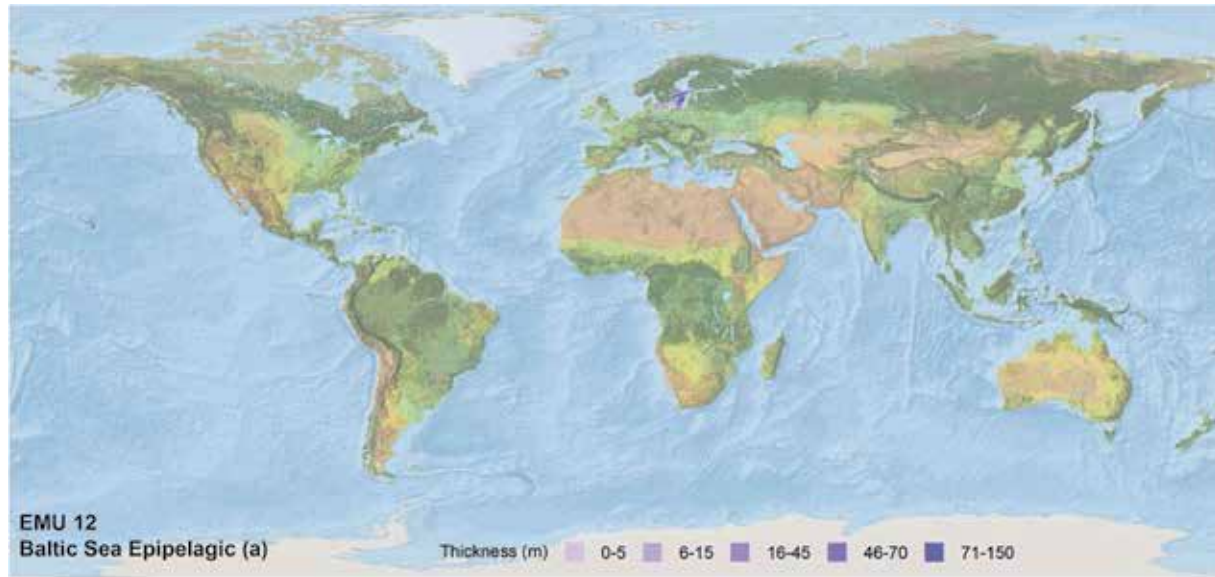 EMU 12
Baltic Sea Epipelagic (a)
Thickness (m) 0-5 6-15 16-45 46-70 71-150